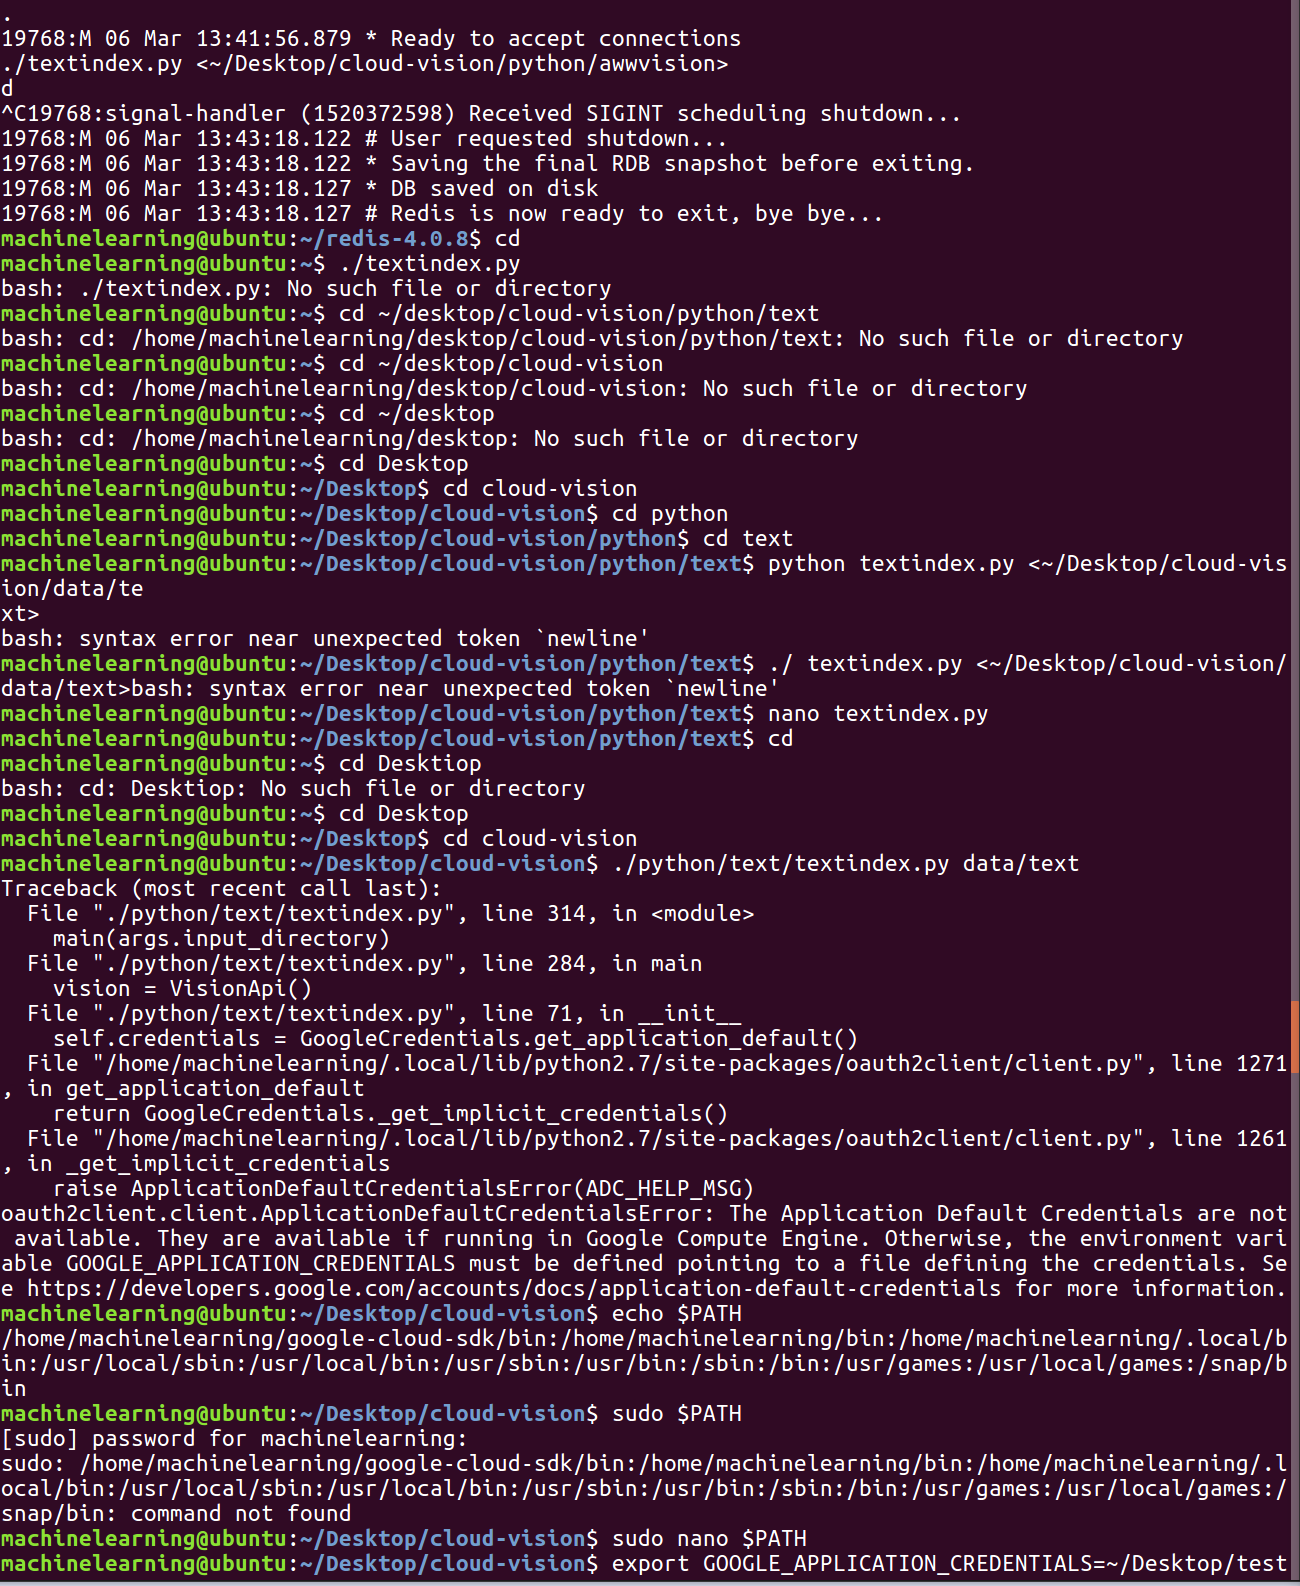 .
19768:M 06 Mar 13:41:56.879 * Ready to accept connections
./textindex.py <~/Desktop/cloud-vision/python/awwvision>
d
^C19768:signal-handler (1520372598) Received SIGINT scheduling shutdown...
19768:M 06 Mar 13:43:18.122 # User requested shutdown...
19768:M 06 Mar 13:43:18.122 * Saving the final RDB snapshot before exiting.
19768:M 06 Mar 13:43:18.127 * DB saved on disk
19768:M 06 Mar 13:43:18.127 # Redis is now ready to exit, bye bye...
machinelearning@ubuntu:~/redis-4.0.8$ cd
machinelearning@ubuntu:~$ ./textindex.py
bash: ./textindex.py: No such file or directory
machinelearning@ubuntu:~$ cd ~/desktop/cloud-vision/python/text
bash: cd: /home/machinelearning/desktop/cloud-vision/python/text: No such file or directory
machinelearning@ubuntu:~$ cd ~/desktop/cloud-vision
bash: cd: /home/machinelearning/desktop/cloud-vision: No such file or directory
machinelearning@ubuntu:~$ cd ~/desktop
bash: cd: /home/machinelearning/desktop: No such file or directory
machinelearning@ubuntu:~$ cd Desktop
machinelearning@ubuntu:~/Desktop$ cd cloud-vision
machinelearning@ubuntu:~/Desktop/cloud-vision$ cd python
machinelearning@ubuntu:~/Desktop/cloud-vision/python$ cd text
machinelearning@ubuntu:~/Desktop/cloud-vision/python/text$ python textindex.py <~/Desktop/cloud-vis
ion/data/te
xt>
bash: syntax error near unexpected token `newline'
machinelearning@ubuntu:~/Desktop/cloud-vision/python/text$ ./ textindex.py <~/Desktop/cloud-vision/
data/text>bash: syntax error near unexpected token `newline'
machinelearning@ubuntu:~/Desktop/cloud-vision/python/text$ nano textindex.py
machinelearning@ubuntu:~/Desktop/cloud-vision/python/text$ cd
machinelearning@ubuntu:~$ cd Desktiop
bash: cd: Desktiop: No such file or directory
machinelearning@ubuntu:~$ cd Desktop
machinelearning@ubuntu:~/Desktop$ cd cloud-vision
machinelearning@ubuntu:~/Desktop/cloud-vision$ ./python/text/textindex.py data/text
Traceback (most recent call last):
  File "./python/text/textindex.py", line 314, in <module>
    main(args.input_directory)
  File "./python/text/textindex.py", line 284, in main
    vision = VisionApi()
  File "./python/text/textindex.py", line 71, in __init__
    self.credentials = GoogleCredentials.get_application_default()
  File "/home/machinelearning/.local/lib/python2.7/site-packages/oauth2client/client.py", line 1271
, in get_application_default
    return GoogleCredentials._get_implicit_credentials()
  File "/home/machinelearning/.local/lib/python2.7/site-packages/oauth2client/client.py", line 1261
, in _get_implicit_credentials
    raise ApplicationDefaultCredentialsError(ADC_HELP_MSG)
oauth2client.client.ApplicationDefaultCredentialsError: The Application Default Credentials are not
 available. They are available if running in Google Compute Engine. Otherwise, the environment vari
able GOOGLE_APPLICATION_CREDENTIALS must be defined pointing to a file defining the credentials. Se
e https://developers.google.com/accounts/docs/application-default-credentials for more information.
machinelearning@ubuntu:~/Desktop/cloud-vision$ echo $PATH
/home/machinelearning/google-cloud-sdk/bin:/home/machinelearning/bin:/home/machinelearning/.local/b
in:/usr/local/sbin:/usr/local/bin:/usr/sbin:/usr/bin:/sbin:/bin:/usr/games:/usr/local/games:/snap/b
in
machinelearning@ubuntu:~/Desktop/cloud-vision$ sudo $PATH
[sudo] password for machinelearning:
sudo: /home/machinelearning/google-cloud-sdk/bin:/home/machinelearning/bin:/home/machinelearning/.l
ocal/bin:/usr/local/sbin:/usr/local/bin:/usr/sbin:/usr/bin:/sbin:/bin:/usr/games:/usr/local/games:/
snap/bin: command not found
machinelearning@ubuntu:~/Desktop/cloud-vision$ sudo nano $PATH
machinelearning@ubuntu:~/Desktop/cloud-vision$ export GOOGLE_APPLICATION_CREDENTIALS=~/Desktop/test